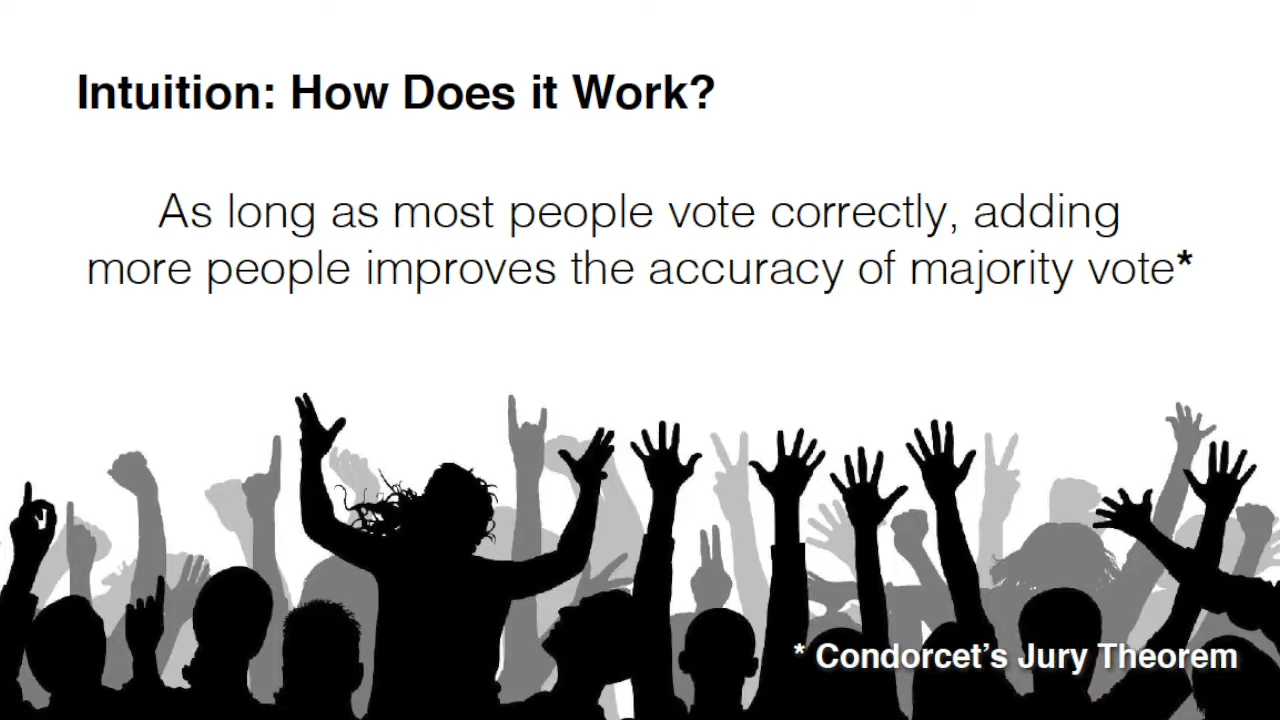 Intuition: How Does it Work?
As long as most people vote correctly, adding
more people improves the accuracy of majority vote*
* Condorcet’s Jury Theorem